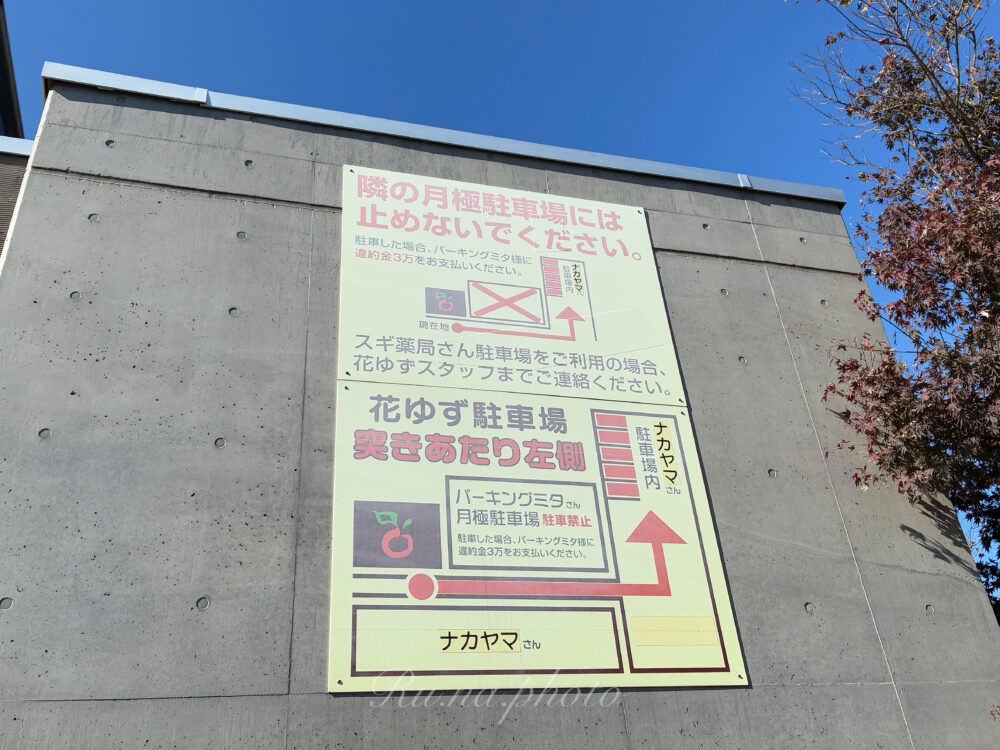 隣の月極駐車場には
止めないでください。
駐車した場合、パーキングミタ様に
違約金3万をお支払いください。
ナカヤマさん
駐車場内
現在地
スギ薬局さん駐車場をご利用の場合、
花ゆずスタッフまでご連絡ください。
花ゆず駐車場
突きあたり左側
ナカヤマさん
駐車場内
パーキングミタさん
月極駐車場 駐車禁止
駐車した場合、パーキングミタ様に
違約金3万をお支払いください。
ナカヤマさん
Ru.na.photo